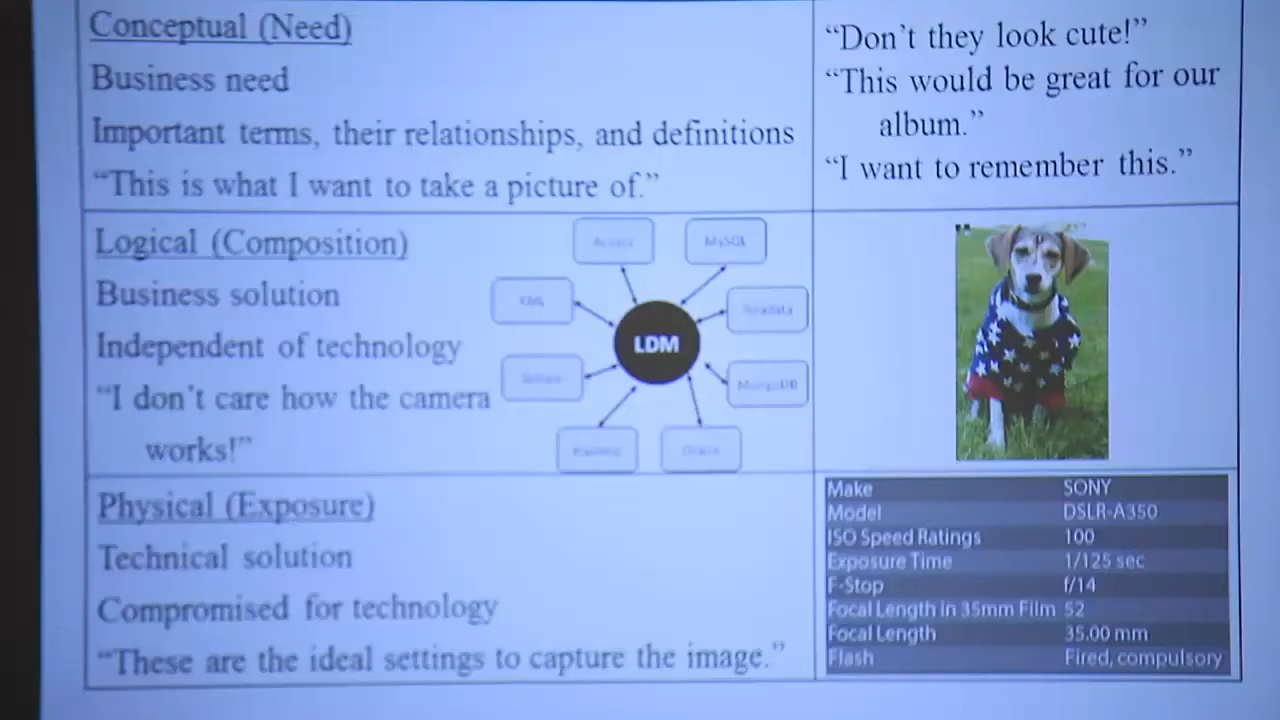 Conceptual (Need)
Business need
Important terms, their relationships, and definitions
“This is what I want to take a picture of.”
“Don’t they look cute!”
“This would be great for our
album.”
“I want to remember this.”
Logical (Composition)
Business solution
Independent of technology
“I don’t care how the camera
works!”
Access
MySQL
XML
Teradata
LDM
MongoDB
Oracle
Physical (Exposure)
Technical solution
Compromised for technology
“These are the ideal settings to capture the image.”
Make SONY
Model DSLR-A350
ISO Speed Ratings 100
Exposure Time 1/125 sec
F-Stop f/14
Focal Length in 35mm Film 52
Focal Length 35.00 mm
Flash Fired, compulsory